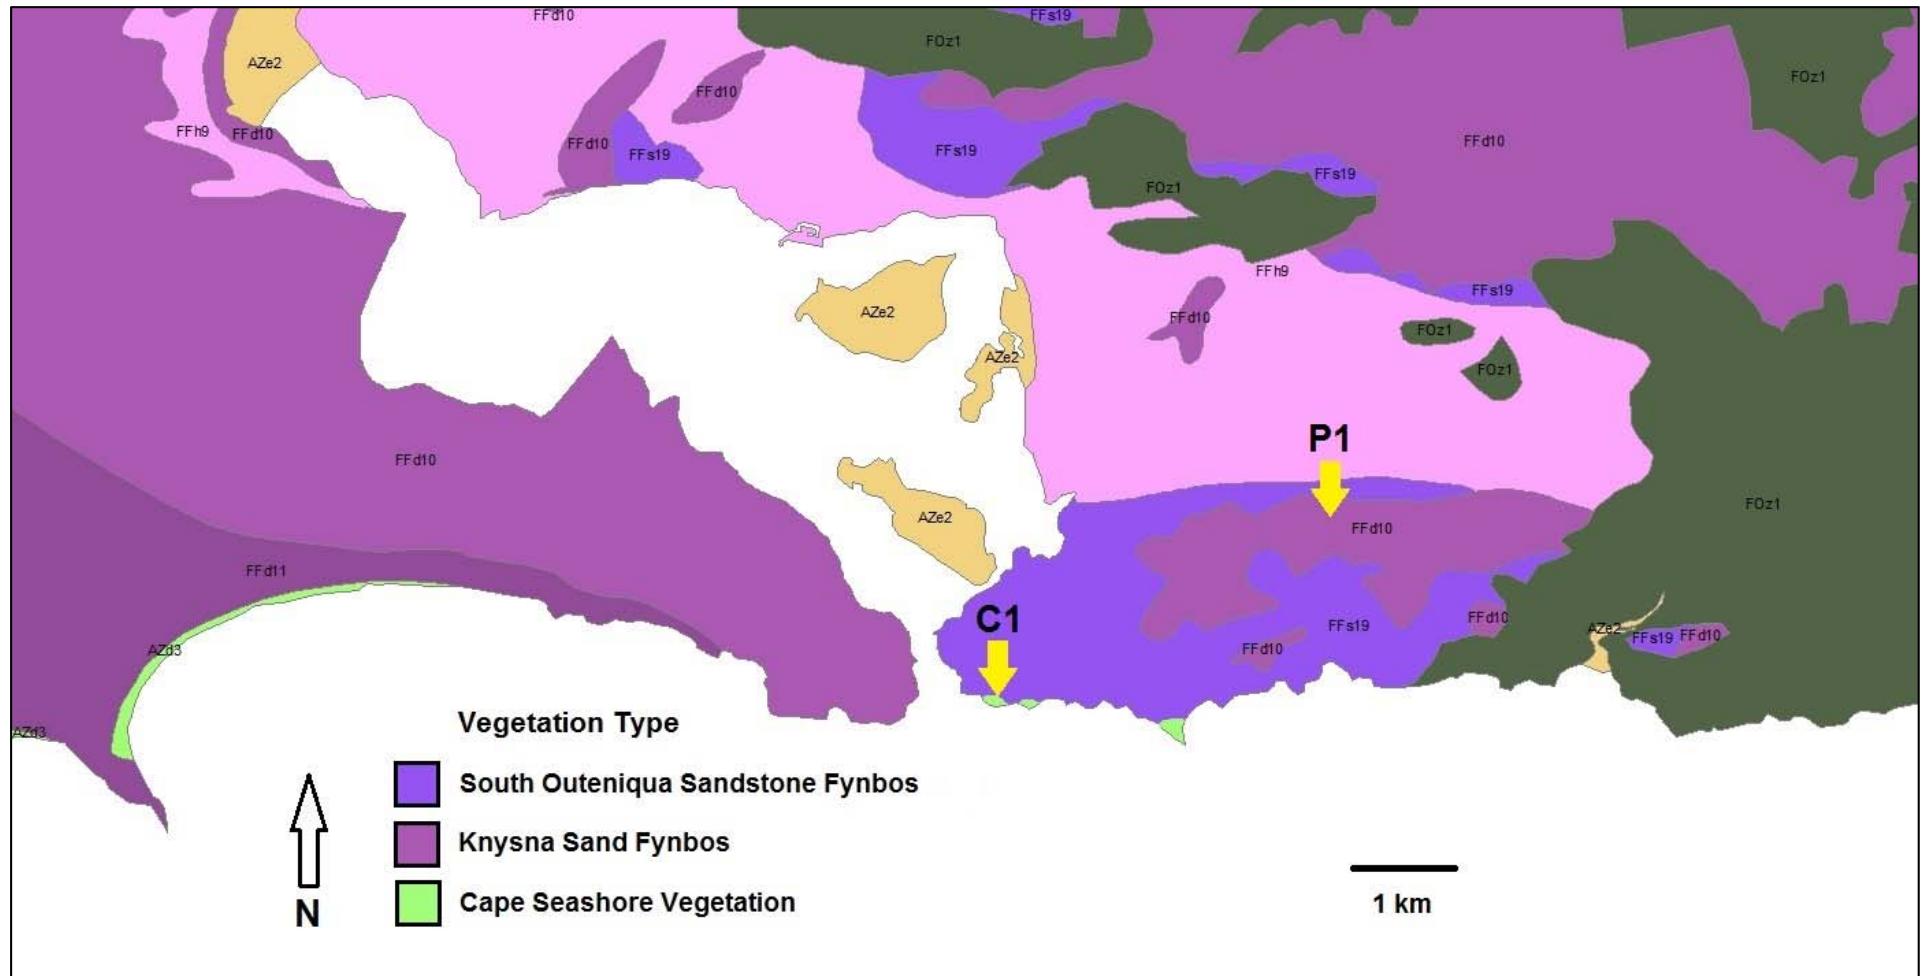 FFd10
FFs19
FOz1
AZe2
FOz1
FFd10
FFh9
FFd10
FFd10
FFs19
FFs19
FFd10
FFs19
FOz1
FFh9
FFs19
AZe2
FFd10
FOz1
AZe2
FOz1
P1
FFd10
FOz1
AZe2
FFd10
FFd11
C1
FFd10
FFs19
AZe2
FFs19
FFd10
FFd10
AZd3
AZd3
Vegetation Type
South Outeniqua Sandstone Fynbos
Knysna Sand Fynbos
Cape Seashore Vegetation
N
1 km